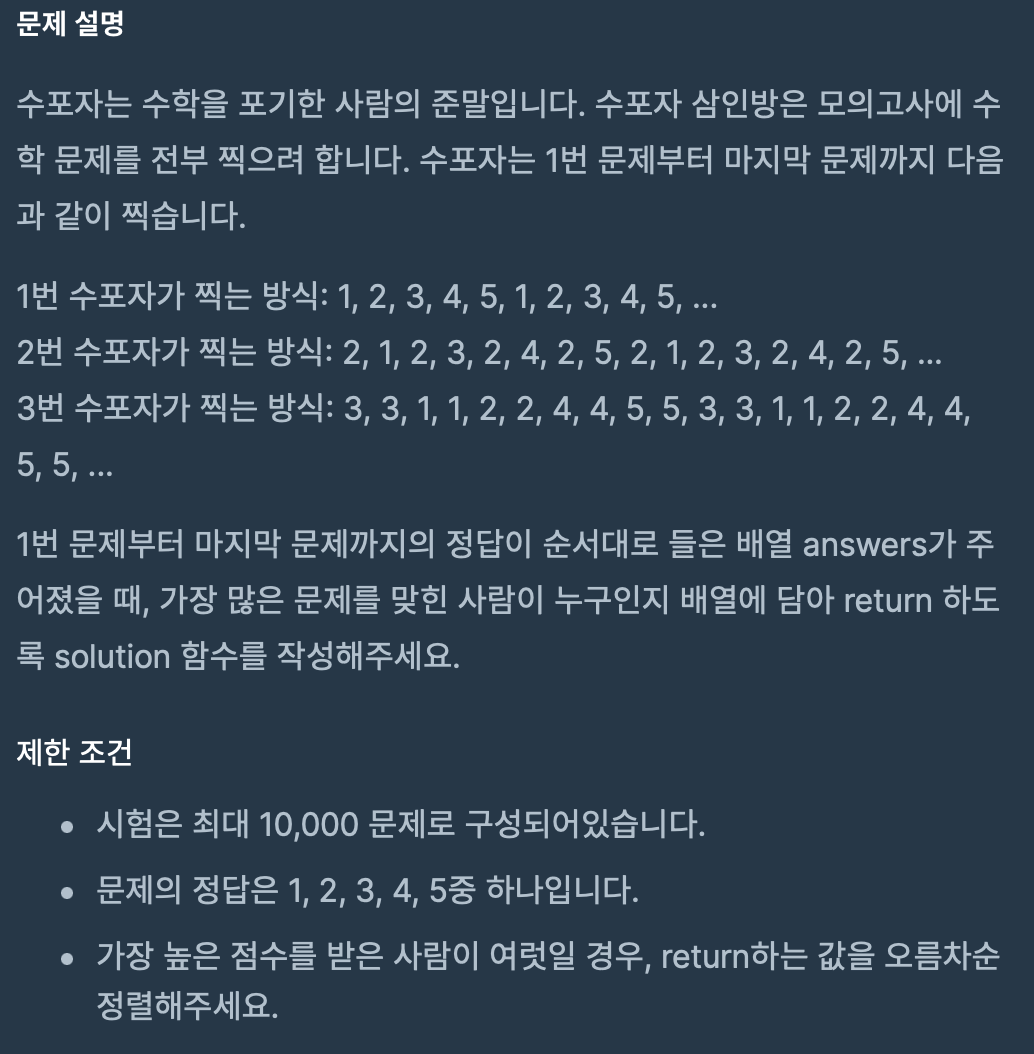 문제 설명
수포자는 수학을 포기한 사람의 준말입니다. 수포자 삼인방은 모의고사에 수
학 문제를 전부 찍으려 합니다. 수포자는 1번 문제부터 마지막 문제까지 다음
과 같이 찍습니다.
1번 수포자가 찍는 방식: 1, 2, 3, 4, 5, 1, 2, 3, 4, 5, ...
2번 수포자가 찍는 방식: 2, 1, 2, 3, 2, 4, 2, 5, 2, 1, 2, 3, 2, 4, 2, 5, ...
3번 수포자가 찍는 방식: 3, 3, 1, 1, 2, 2, 4, 4, 5, 5, 3, 3, 1, 1, 2, 2, 4, 4,
5, 5, ...
1번 문제부터 마지막 문제까지의 정답이 순서대로 들은 배열 answers가 주
어졌을 때, 가장 많은 문제를 맞힌 사람이 누구인지 배열에 담아 return 하도
록 solution 함수를 작성해주세요.
제한 조건
• 시험은 최대 10,000 문제로 구성되어있습니다.
• 문제의 정답은 1, 2, 3, 4, 5중 하나입니다.
• 가장 높은 점수를 받은 사람이 여럿일 경우, return하는 값을 오름차순
정렬해주세요.